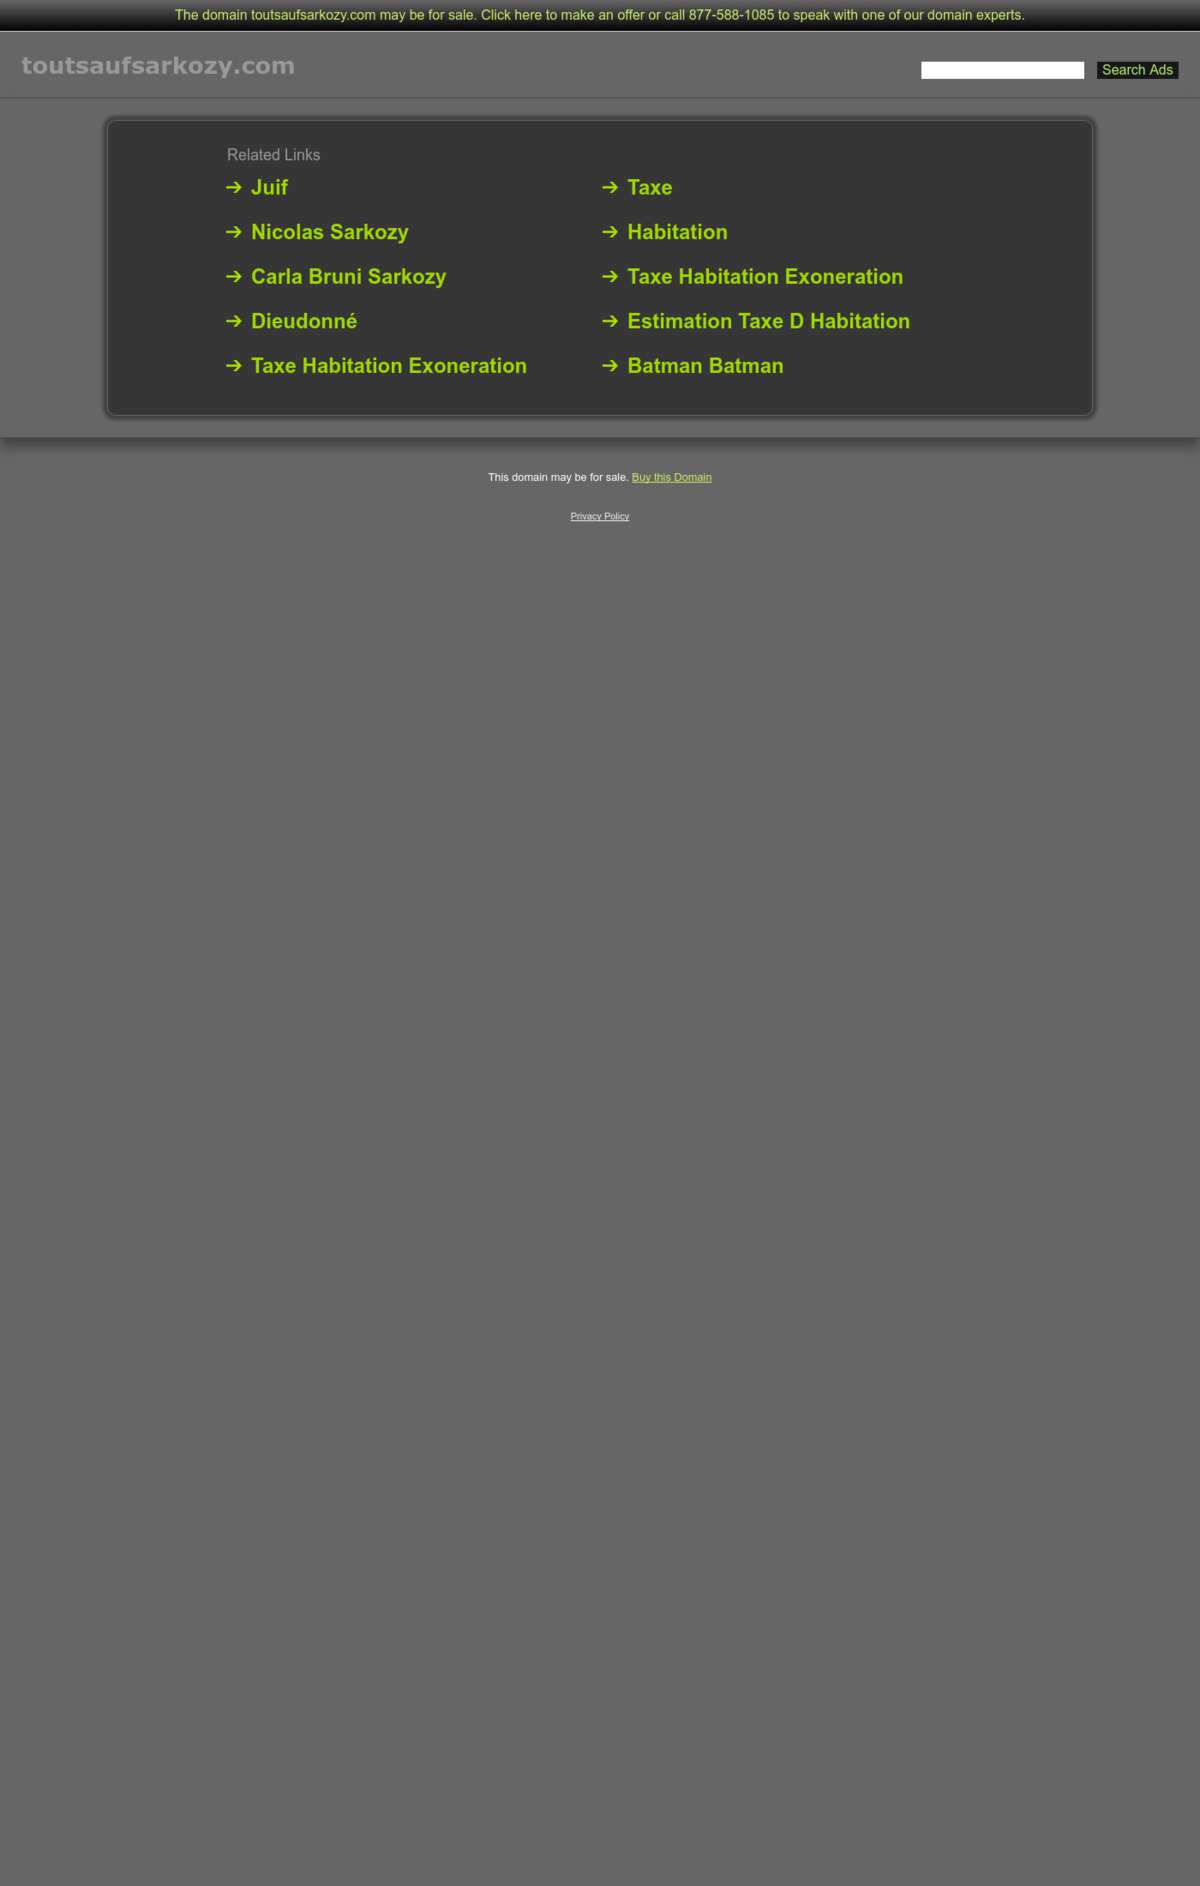 The domain toutsaufsarkozy.com may be for sale. Click here to make an offer or call 877-588-1085 to speak with one of our domain experts.
toutsaufsarkozy.com
Search Ads
Related Links
Juif
Nicolas Sarkozy
Carla Bruni Sarkozy
Dieudonné
Taxe Habitation Exoneration
Taxe
Habitation
Taxe Habitation Exoneration
Estimation Taxe D Habitation
Batman Batman
This domain may be for sale. Buy this Domain
Privacy Policy